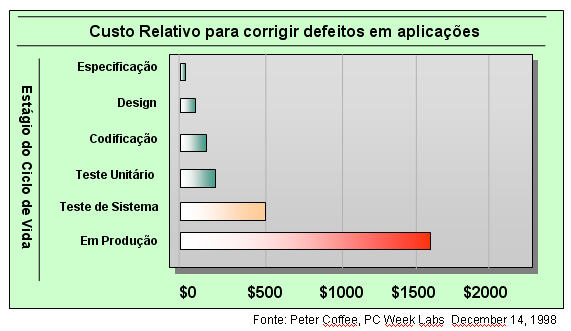 Custo Relativo para corrigir defeitos em aplicações
Estágio do Ciclo de Vida
Especificação
Design
Codificação
Teste Unitário
Teste de Sistema
Em Produção
$0 $500 $1000 $1500 $2000
Fonte: Peter Coffee, PC Week Labs December 14, 1998